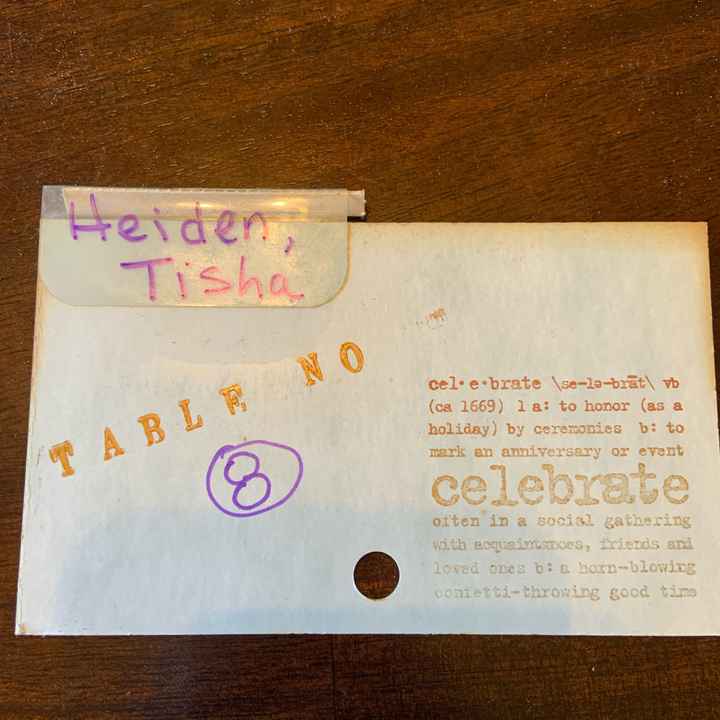 Heiden,
Tisha
TABLE NO
8
cel•e•brate \se-lə-brāt\ vb
(ca 1669) 1 a: to honor (as a
holiday) by ceremonies b: to
mark an anniversary or event
celebrate
often in a social gathering
with acquaintances, friends and
loved ones b: a horn-blowing
confetti-throwing good time